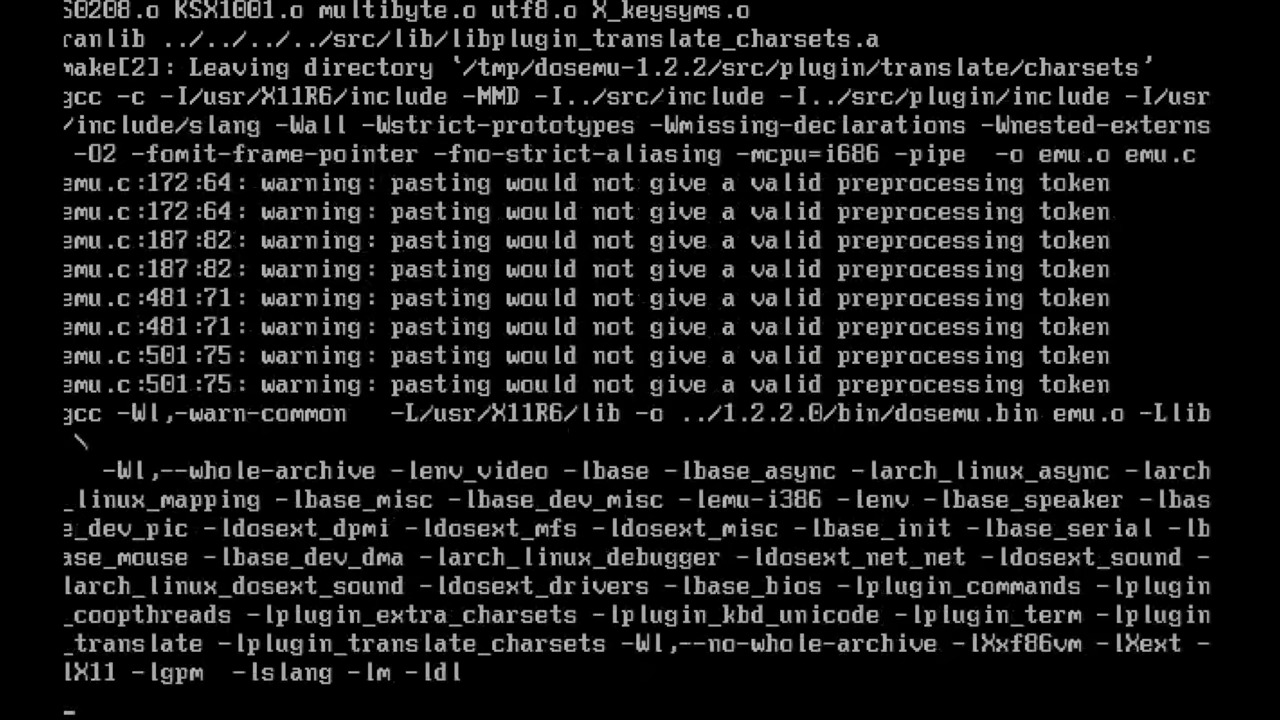 S0208.o KSX1001.o multibyte.o utf8.o X_keysyms.o
ranlib ../../../../src/lib/libplugin_translate_charsets.a
make[2]: Leaving directory `/tmp/dosemu-1.2.2/src/plugin/translate/charsets'
gcc -c -I/usr/X11R6/include -MMD -I../src/include -I../src/plugin/include -I/usr
/include/slang -Wall -Wstrict-prototypes -Wmissing-declarations -Wnested-externs
-O2 -fomit-frame-pointer -fno-strict-aliasing -mcpu=i686 -pipe  -o emu.o emu.c
emu.c:172:64: warning: pasting would not give a valid preprocessing token
emu.c:172:64: warning: pasting would not give a valid preprocessing token
emu.c:187:82: warning: pasting would not give a valid preprocessing token
emu.c:187:82: warning: pasting would not give a valid preprocessing token
emu.c:481:71: warning: pasting would not give a valid preprocessing token
emu.c:481:71: warning: pasting would not give a valid preprocessing token
emu.c:501:75: warning: pasting would not give a valid preprocessing token
emu.c:501:75: warning: pasting would not give a valid preprocessing token
gcc -Wl,-warn-common   -L/usr/X11R6/lib -o ../1.2.2.0/bin/dosemu.bin emu.o -Llib
\
-Wl,--whole-archive -lenv_video -lbase -lbase_async -larch_linux_async -larch
_linux_mapping -lbase_misc -lbase_dev_misc -lemu-i386 -lenv -lbase_speaker -lbas
e_dev_pic -ldosext_dpmi -ldosext_mfs -ldosext_misc -lbase_init -lbase_serial -lb
ase_mouse -lbase_dev_dma -larch_linux_debugger -ldosext_net_net -ldosext_sound -
larch_linux_dosext_sound -ldosext_drivers -lbase_bios -lplugin_commands -lplugin
_coopthreads -lplugin_extra_charsets -lplugin_kbd_unicode -lplugin_term -lplugin
_translate -lplugin_translate_charsets -Wl,--no-whole-archive -lXxf86vm -lXext -
lX11 -lgpm  -lslang -lm -ldl
_